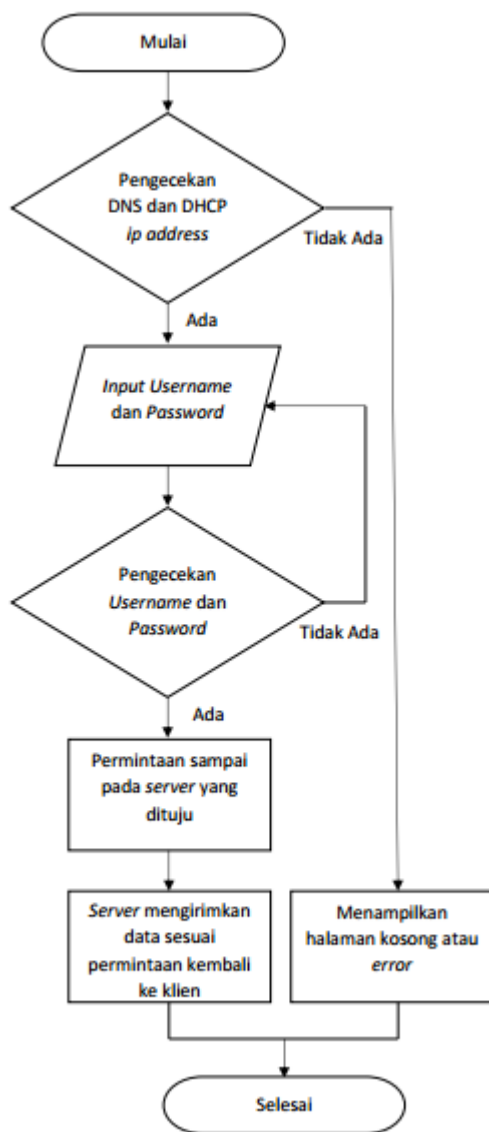 Mulai
Pengecekan
DNS dan DHCP
ip address
Tidak Ada
Ada
Input Username
dan Password
Pengecekan
Username dan
Password
Tidak Ada
Ada
Permintaan sampai
pada server yang
dituju
Server mengirimkan
data sesuai
permintaan kembali
ke klien
Menampilkan
halaman kosong atau
error
Selesai